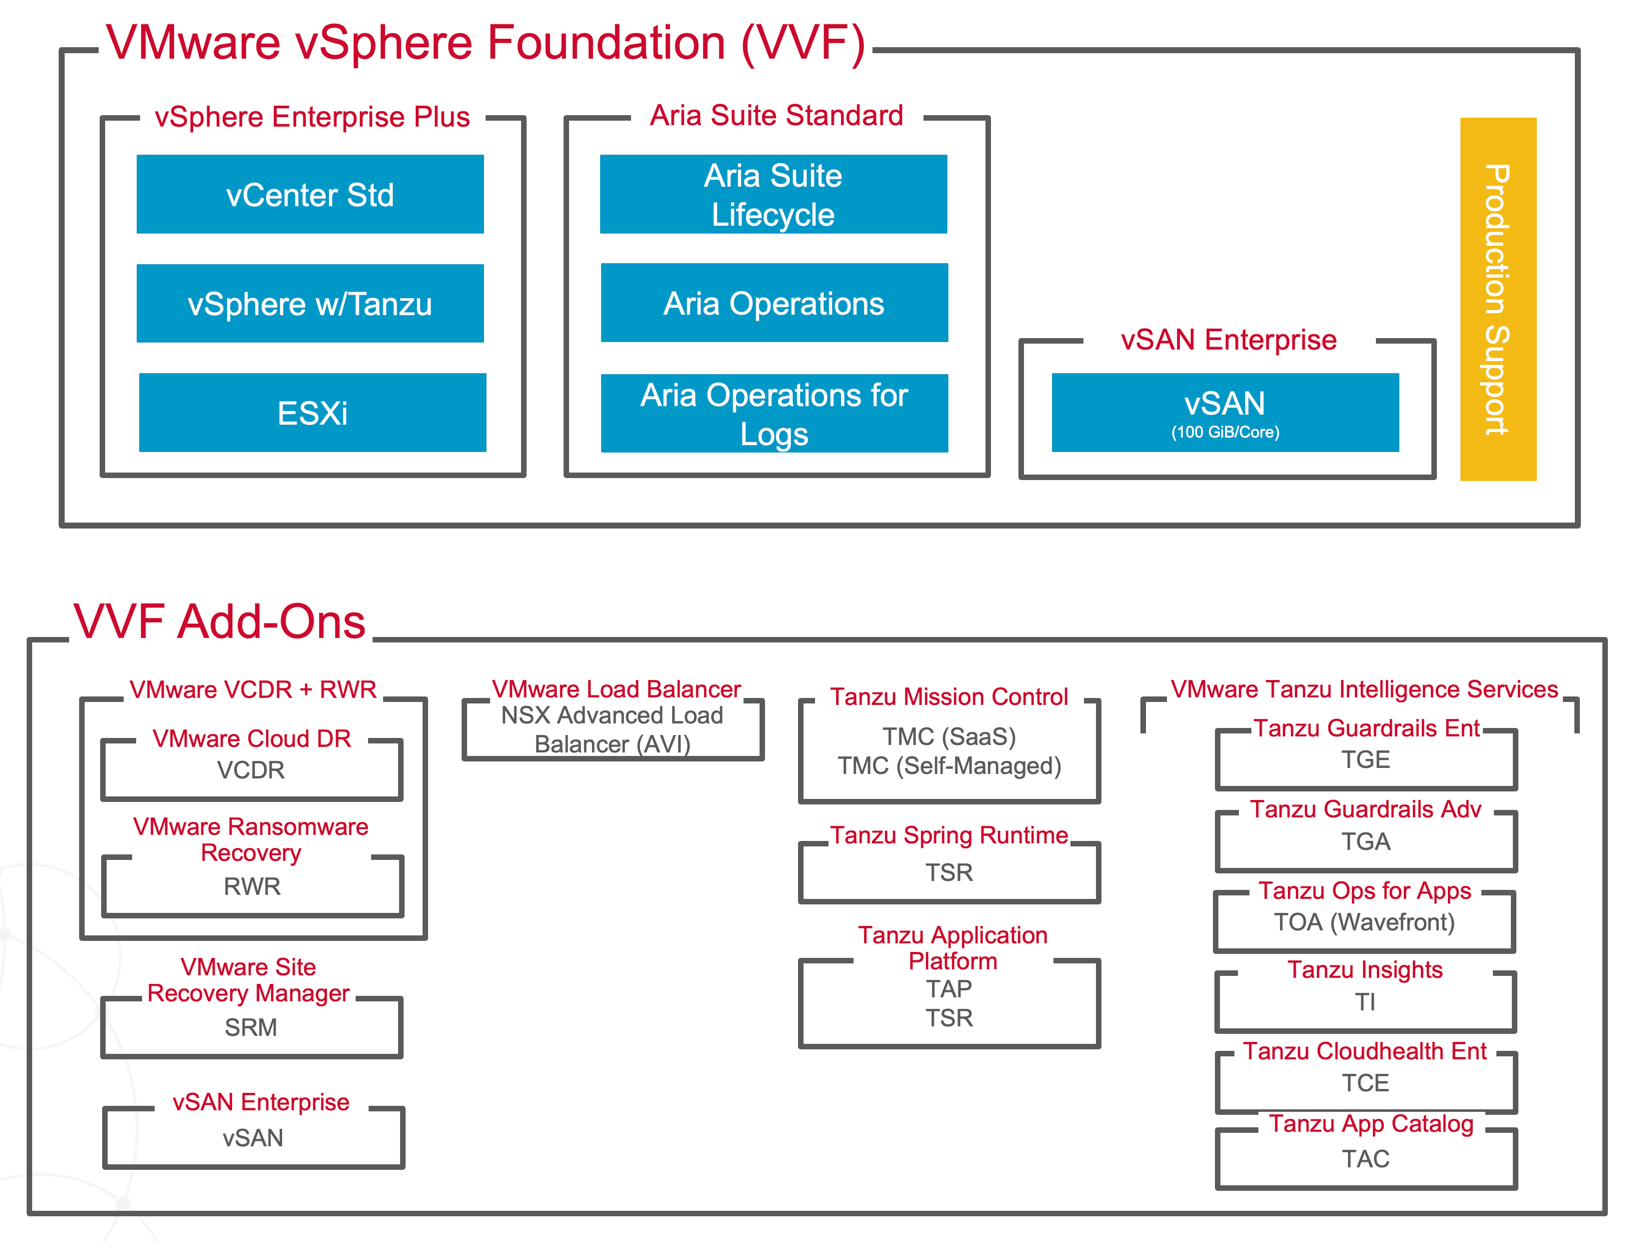 VMware vSphere Foundation (VVF)
vSphere Enterprise Plus
vCenter Std
vSphere w/Tanzu
ESXi
Aria Suite Standard
Aria Suite
Lifecycle
Aria Operations
Aria Operations for
Logs
vSAN Enterprise
vSAN
(100 GiB/Core)
Production Support
VVF Add-Ons
VMware VCDR + RWR
VMware Cloud DR
VCDR
VMware Ransomware
Recovery
RWR
VMware Site
Recovery Manager
SRM
vSAN Enterprise
vSAN
VMware Load Balancer
NSX Advanced Load
Balancer (AVI)
Tanzu Mission Control
TMC (SaaS)
TMC (Self-Managed)
Tanzu Spring Runtime
TSR
Tanzu Application
Platform
TAP
TSR
VMware Tanzu Intelligence Services
Tanzu Guardrails Ent
TGE
Tanzu Guardrails Adv
TGA
Tanzu Ops for Apps
TOA (Wavefront)
Tanzu Insights
TI
Tanzu Cloudhealth Ent
TCE
Tanzu App Catalog
TAC